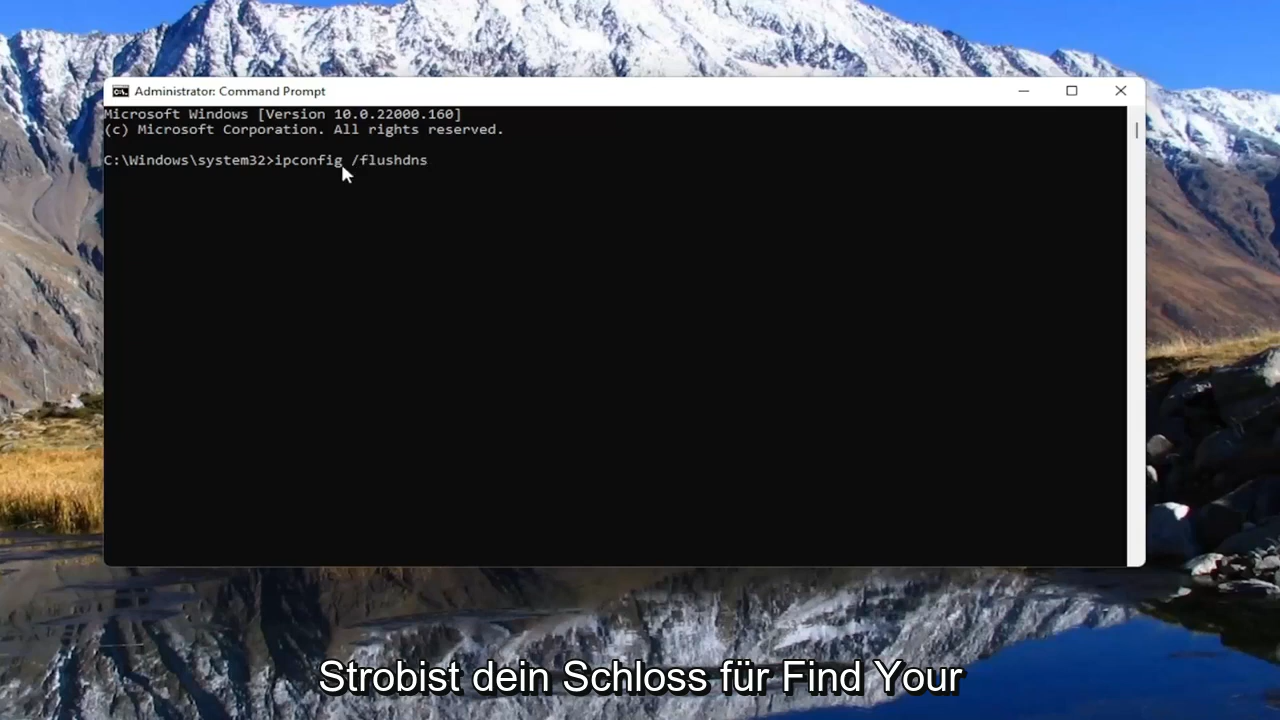 Administrator: Command Prompt
Microsoft Windows [Version 10.0.22000.160]
(c) Microsoft Corporation. All rights reserved.
C:\Windows\system32>ipconfig /flushdns
Strobist dein Schloss für Find Your